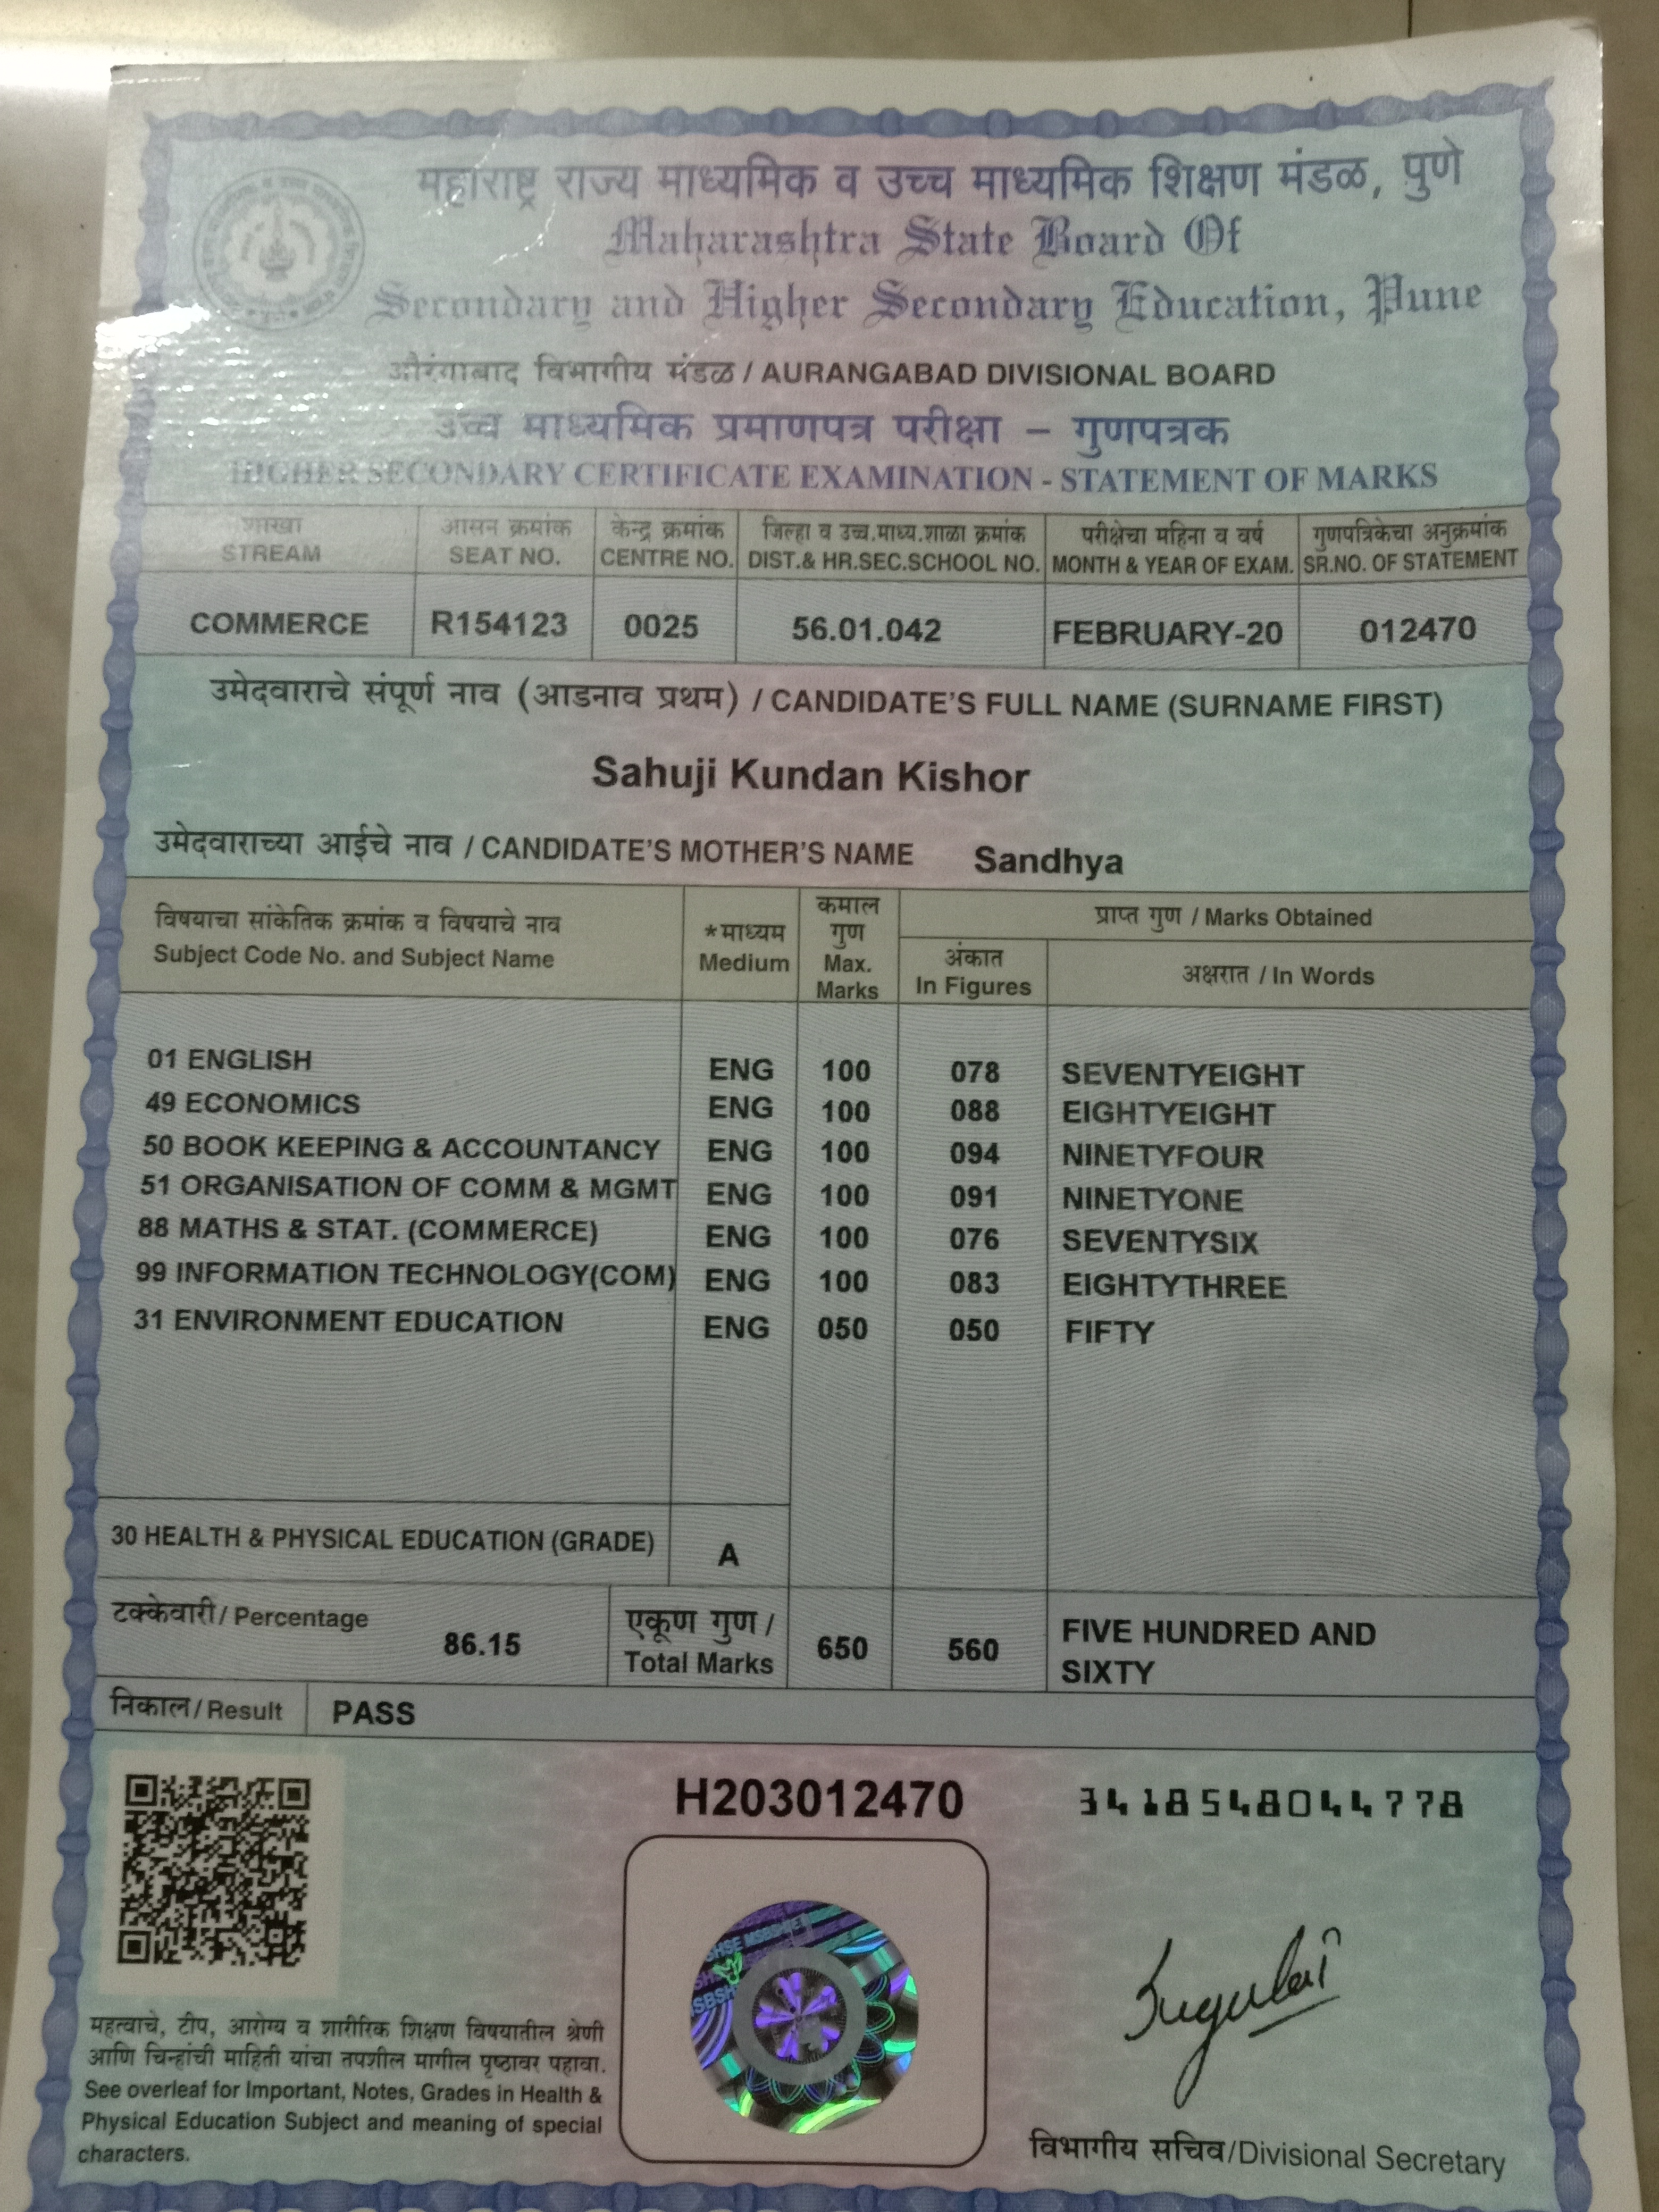 महाराष्ट्र राज्य माध्यमिक व उच्च माध्यमिक शिक्षण मंडळ, पुणे
Maharashtra State Board Of
Secondary and Higher Secondary Education, Pune
औरंगाबाद विभागीय मंडळ / AURANGABAD DIVISIONAL BOARD
उच्च माध्यमिक प्रमाणपत्र परीक्षा – गुणपत्रक
HIGHER SECONDARY CERTIFICATE EXAMINATION - STATEMENT OF MARKS
शाखा आसन क्रमांक केन्द्र क्रमांक जिल्हा व उच्च.माध्य.शाळा क्रमांक परीक्षेचा महिना व वर्ष गुणपत्रिकेचा अनुक्रमांक
STREAM SEAT NO. CENTRE NO. DIST.& HR.SEC.SCHOOL NO. MONTH & YEAR OF EXAM. SR.NO. OF STATEMENT
COMMERCE R154123 0025 56.01.042 FEBRUARY-20 012470
उमेदवाराचे संपूर्ण नाव (आडनाव प्रथम) / CANDIDATE'S FULL NAME (SURNAME FIRST)
Sahuji Kundan Kishor
उमेदवाराच्या आईचे नाव / CANDIDATE'S MOTHER'S NAME Sandhya
विषयाचा सांकेतिक क्रमांक व विषयाचे नाव
Subject Code No. and Subject Name
*माध्यम
Medium
कमाल
गुण
Max.
Marks
प्राप्त गुण / Marks Obtained
अंकात
In Figures
अक्षरात / In Words
01 ENGLISH ENG 100 078 SEVENTYEIGHT
49 ECONOMICS ENG 100 088 EIGHTYEIGHT
50 BOOK KEEPING & ACCOUNTANCY ENG 100 094 NINETYFOUR
51 ORGANISATION OF COMM & MGMT ENG 100 091 NINETYONE
88 MATHS & STAT. (COMMERCE) ENG 100 076 SEVENTYSIX
99 INFORMATION TECHNOLOGY(COM) ENG 100 083 EIGHTYTHREE
31 ENVIRONMENT EDUCATION ENG 050 050 FIFTY
30 HEALTH & PHYSICAL EDUCATION (GRADE) A
टक्केवारी/ Percentage 86.15
एकूण गुण /
Total Marks
650 560 FIVE HUNDRED AND
SIXTY
निकाल/ Result PASS
H203012470 3418548044778
महत्वाचे, टीप, आरोग्य व शारीरिक शिक्षण विषयातील श्रेणी
आणि चिन्हांची माहिती यांचा तपशील मागील पृष्ठावर पहावा.
See overleaf for Important, Notes, Grades in Health &
Physical Education Subject and meaning of special
characters.
विभागीय सचिव/Divisional Secretary